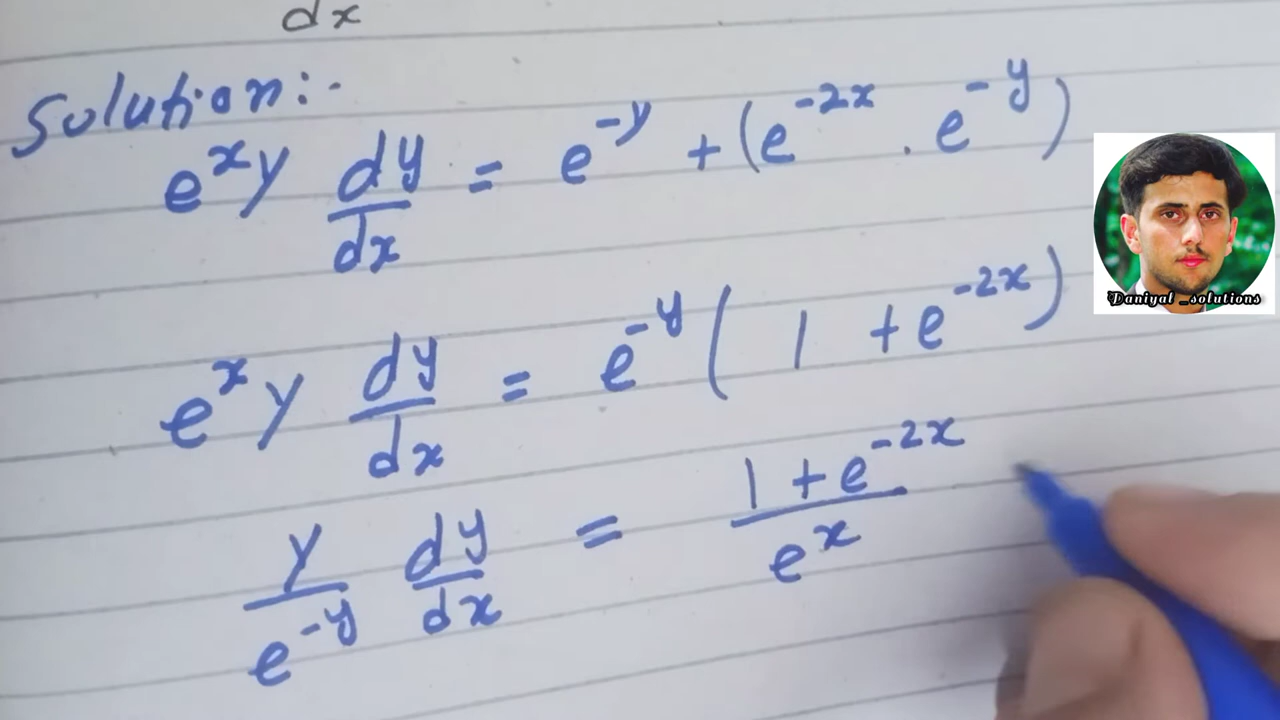 dx
Solution:-
e^x y dy/dx = e^-y + (e^-2x . e^-y)
e^x y dy/dx = e^-y ( 1 + e^-2x)
y/e^-y dy/dx = 1 + e^-2x/e^x
Daniyal _solutions